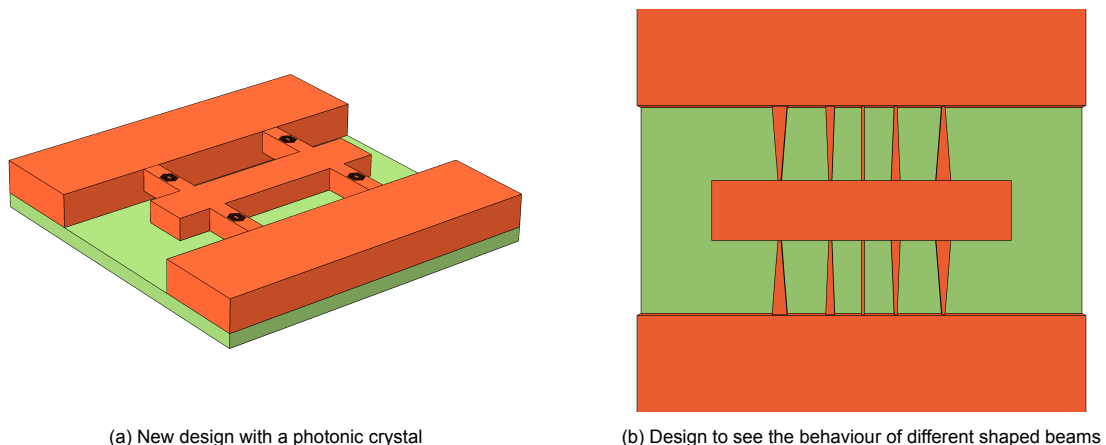 (a) New design with a photonic crystal
(b) Design to see the behaviour of different shaped beams